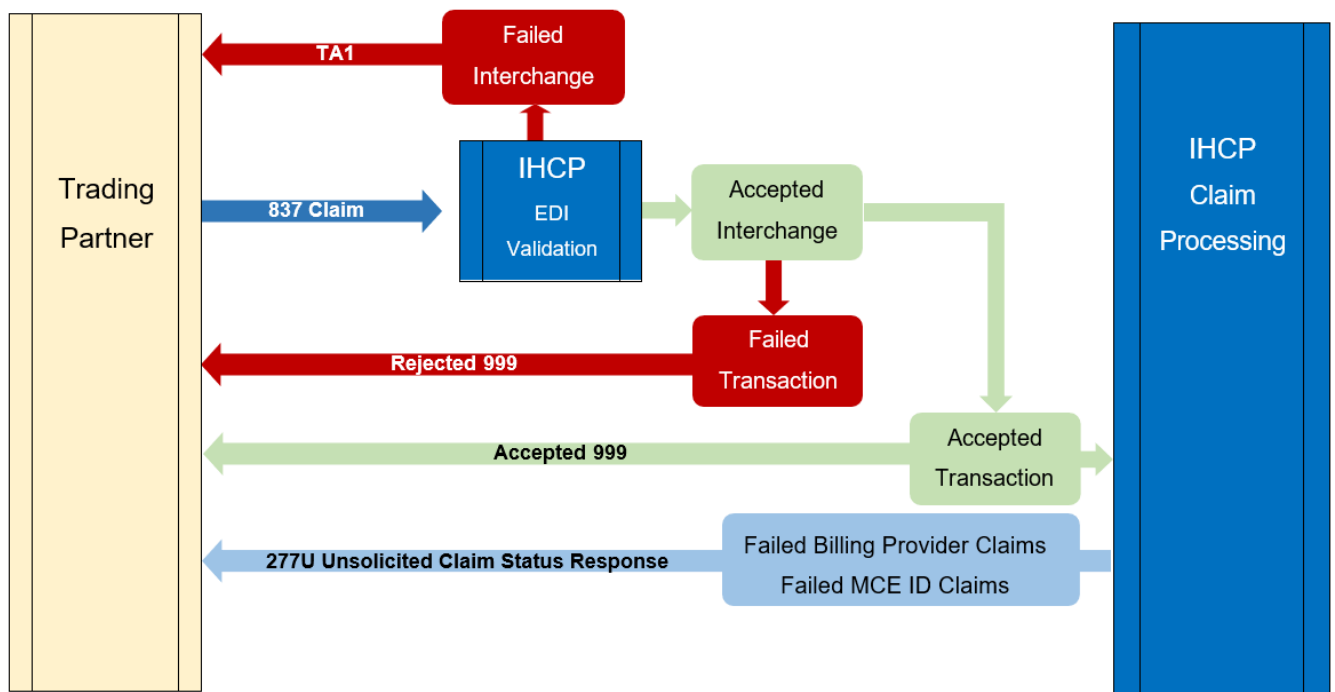 Failed
Interchange
TA1
Trading
Partner
837 Claim
IHCP
EDI
Validation
Accepted
Interchange
IHCP
Claim
Processing
Failed
Transaction
Rejected 999
Accepted
Transaction
Accepted 999
277U Unsolicited Claim Status Response
Failed Billing Provider Claims
Failed MCE ID Claims